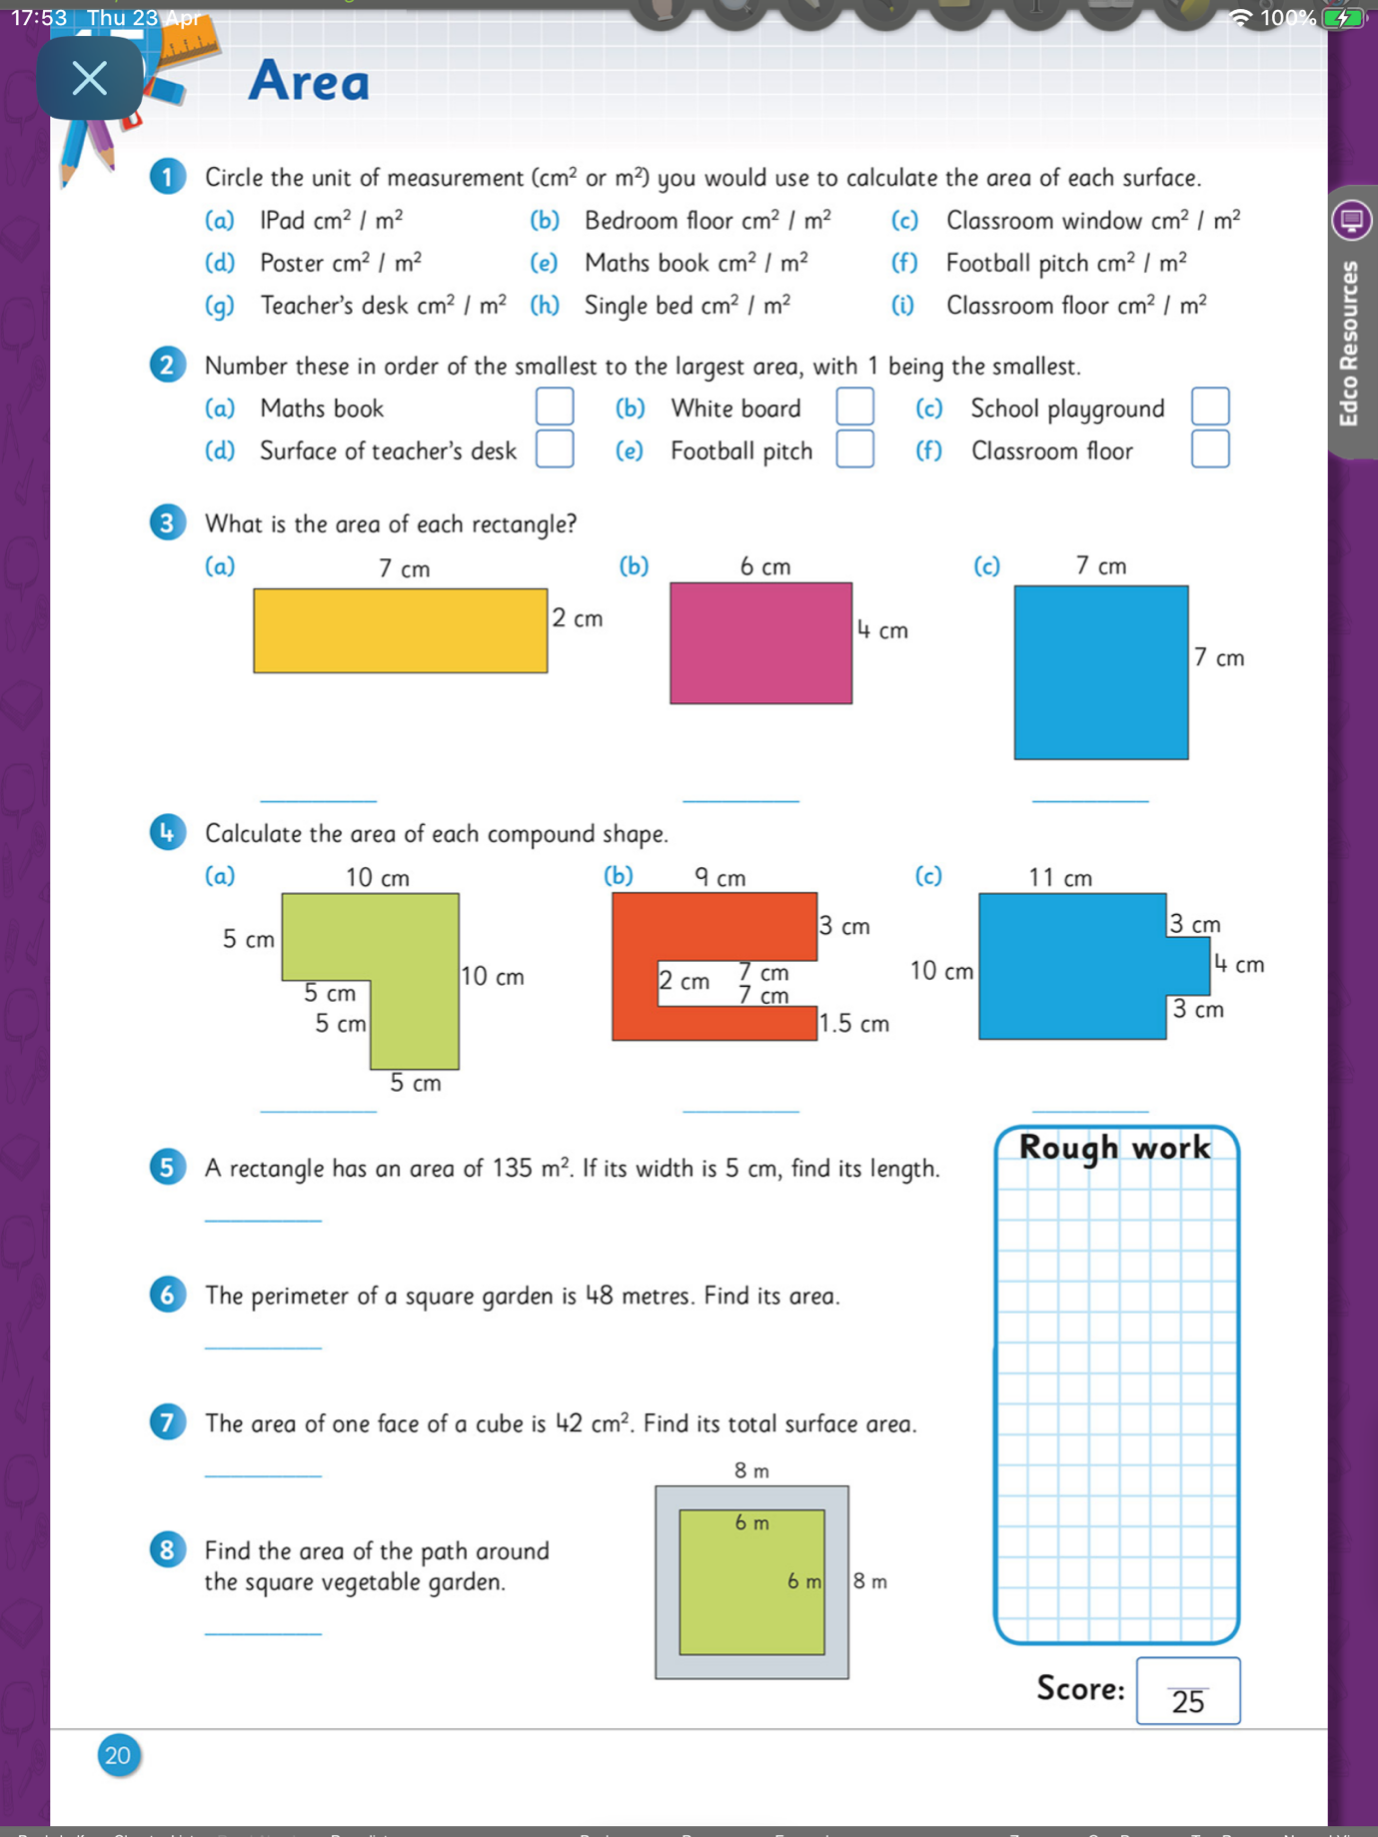 17:53 Thu 23 Apr
100%
Area
Edco Resources
1 Circle the unit of measurement (cm² or m²) you would use to calculate the area of each surface.
(a) IPad cm² / m² (b) Bedroom floor cm² / m² (c) Classroom window cm² / m²
(d) Poster cm² / m² (e) Maths book cm² / m² (f) Football pitch cm² / m²
(g) Teacher's desk cm² / m² (h) Single bed cm² / m² (i) Classroom floor cm² / m²
2 Number these in order of the smallest to the largest area, with 1 being the smallest.
(a) Maths book (b) White board (c) School playground
(d) Surface of teacher's desk (e) Football pitch (f) Classroom floor
3 What is the area of each rectangle?
(a) 7 cm 2 cm
(b) 6 cm 4 cm
(c) 7 cm 7 cm
4 Calculate the area of each compound shape.
(a) 10 cm
5 cm
10 cm
5 cm
5 cm
5 cm
(b) 9 cm
3 cm
2 cm 7 cm
7 cm
1.5 cm
(c) 11 cm
3 cm
10 cm 4 cm
3 cm
5 A rectangle has an area of 135 m². If its width is 5 cm, find its length.
Rough work
6 The perimeter of a square garden is 48 metres. Find its area.
7 The area of one face of a cube is 42 cm². Find its total surface area.
8 Find the area of the path around
the square vegetable garden.
8 m
6 m
6 m 8 m
Score: 25
20